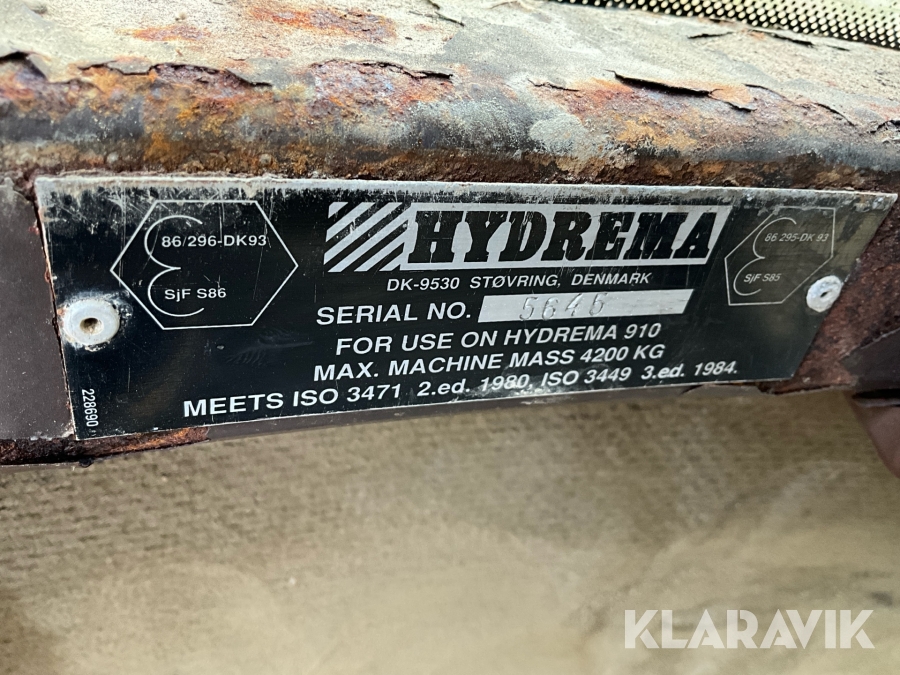 86/296-DK93
SjF S86
HYDREMA
86 295-DK 93
SjF S85
DK-9530 STØVRING, DENMARK
SERIAL NO. 5645
FOR USE ON HYDREMA 910
MAX. MACHINE MASS 4200 KG
MEETS ISO 3471 2.ed. 1980, ISO 3449 3.ed. 1984.
228690
KLARAVIK